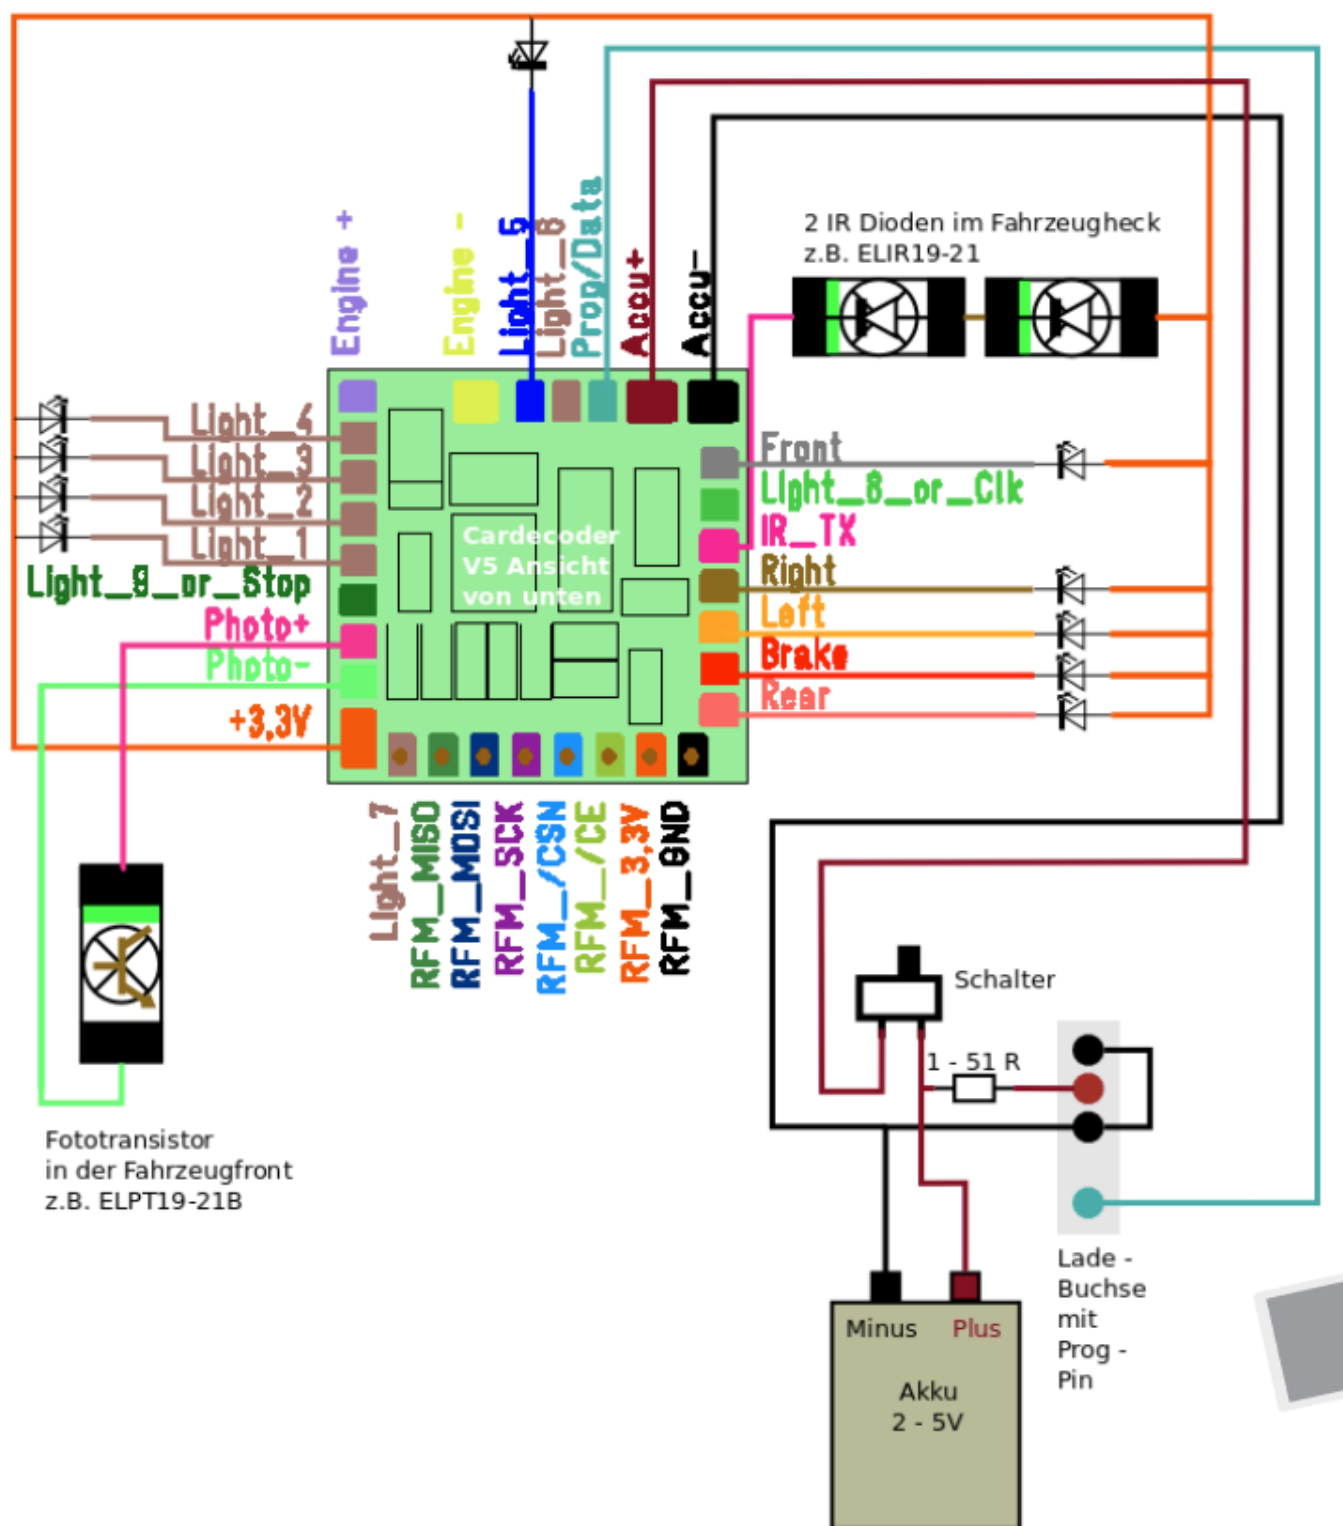 2 IR Dioden im Fahrzeugheck
z.B. ELIR19-21
Engine +
Engine -
Light_5
Light_6
Prog/Data
Accu+
Accu-
Light_4
Light_3
Light_2
Light_1
Light_9_or_Stop
Photo+
Photo-
+3,3V
Cardecoder
V5 Ansicht
von unten
Front
Light_8_or_Clk
IR_TX
Right
Left
Brake
Rear
Light_7
RFM_MISO
RFM_MOSI
RFM_SCK
RFM_/CSN
RFM_/CE
RFM_3,3V
RFM_GND
Schalter
1 - 51 R
Fototransistor
in der Fahrzeugfront
z.B. ELPT19-21B
Lade -
Buchse
mit
Prog -
Pin
Minus Plus
Akku
2 - 5V